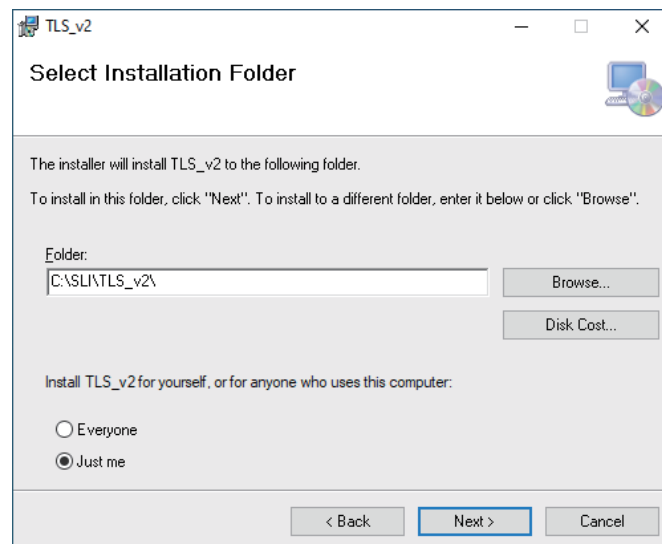 TLS_v2
Select Installation Folder
The installer will install TLS_v2 to the following folder.
To install in this folder, click "Next". To install to a different folder, enter it below or click "Browse".
Folder:
C:\SLI\TLS_v2\
Browse...
Disk Cost...
Install TLS_v2 for yourself, or for anyone who uses this computer:
Everyone
Just me
< Back Next > Cancel